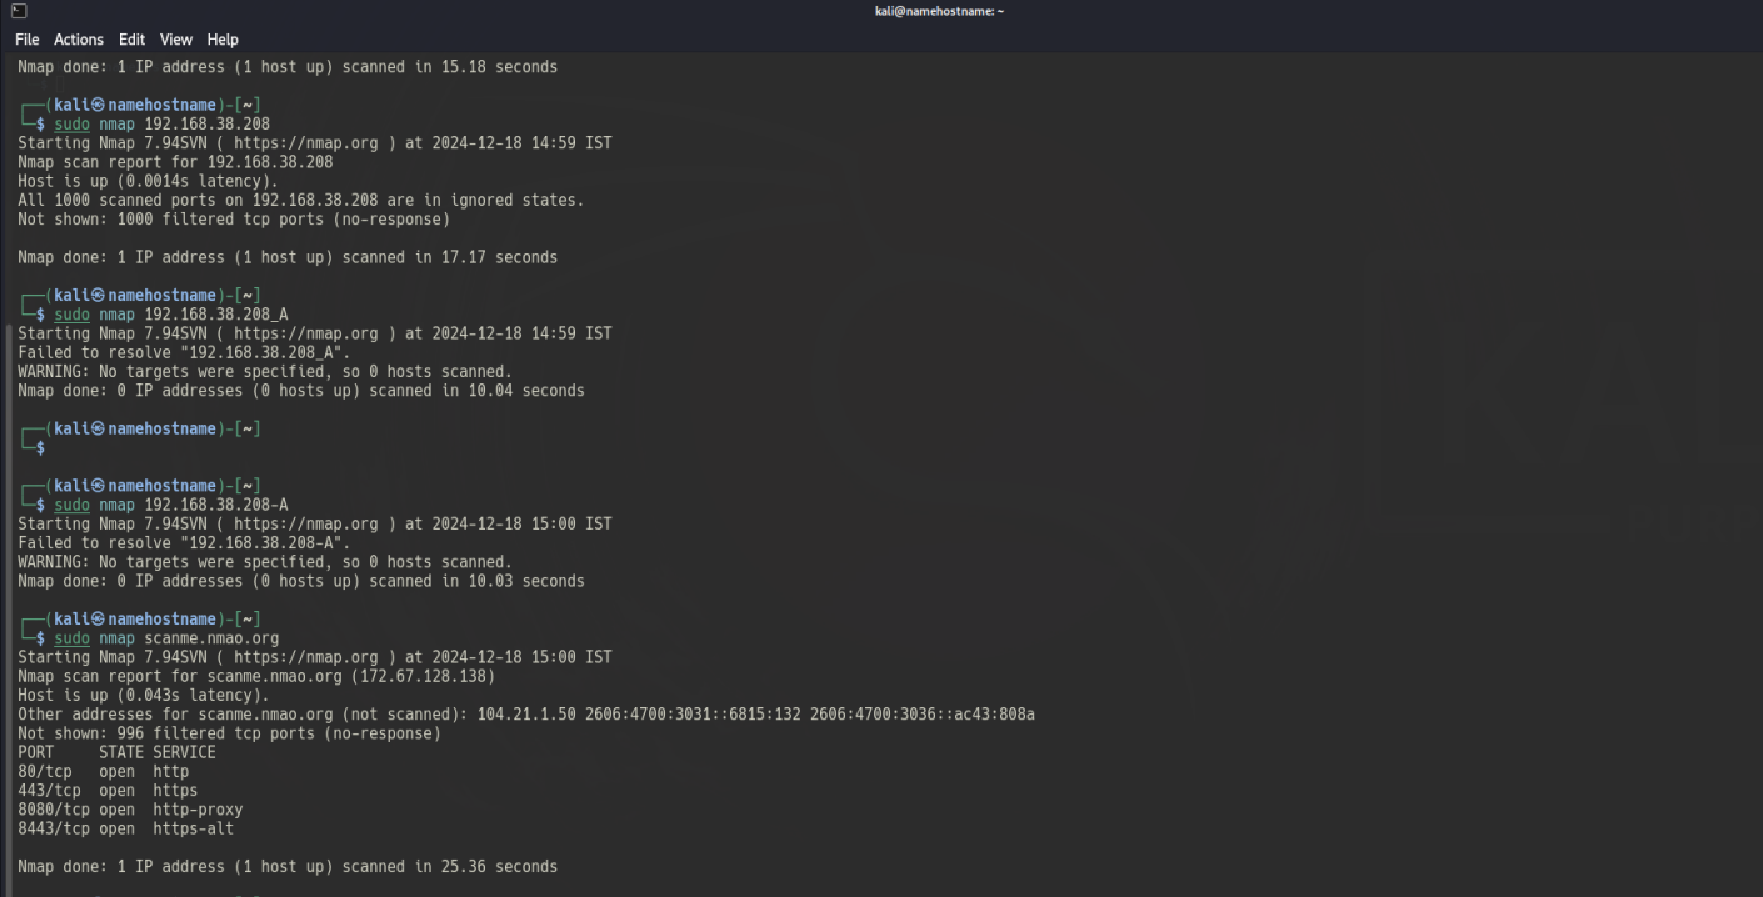 kali@namehostname: ~
File Actions Edit View Help
Nmap done: 1 IP address (1 host up) scanned in 15.18 seconds
┌──(kali㉿namehostname)-[~]
└─$ sudo nmap 192.168.38.208
Starting Nmap 7.94SVN ( https://nmap.org ) at 2024-12-18 14:59 IST
Nmap scan report for 192.168.38.208
Host is up (0.0014s latency).
All 1000 scanned ports on 192.168.38.208 are in ignored states.
Not shown: 1000 filtered tcp ports (no-response)
Nmap done: 1 IP address (1 host up) scanned in 17.17 seconds
┌──(kali㉿namehostname)-[~]
└─$ sudo nmap 192.168.38.208_A
Starting Nmap 7.94SVN ( https://nmap.org ) at 2024-12-18 14:59 IST
Failed to resolve "192.168.38.208_A".
WARNING: No targets were specified, so 0 hosts scanned.
Nmap done: 0 IP addresses (0 hosts up) scanned in 10.04 seconds
┌──(kali㉿namehostname)-[~]
└─$
┌──(kali㉿namehostname)-[~]
└─$ sudo nmap 192.168.38.208-A
Starting Nmap 7.94SVN ( https://nmap.org ) at 2024-12-18 15:00 IST
Failed to resolve "192.168.38.208-A".
WARNING: No targets were specified, so 0 hosts scanned.
Nmap done: 0 IP addresses (0 hosts up) scanned in 10.03 seconds
┌──(kali㉿namehostname)-[~]
└─$ sudo nmap scanme.nmao.org
Starting Nmap 7.94SVN ( https://nmap.org ) at 2024-12-18 15:00 IST
Nmap scan report for scanme.nmao.org (172.67.128.138)
Host is up (0.043s latency).
Other addresses for scanme.nmao.org (not scanned): 104.21.1.50 2606:4700:3031::6815:132 2606:4700:3036::ac43:808a
Not shown: 996 filtered tcp ports (no-response)
PORT     STATE SERVICE
80/tcp   open  http
443/tcp  open  https
8080/tcp open  http-proxy
8443/tcp open  https-alt
Nmap done: 1 IP address (1 host up) scanned in 25.36 seconds